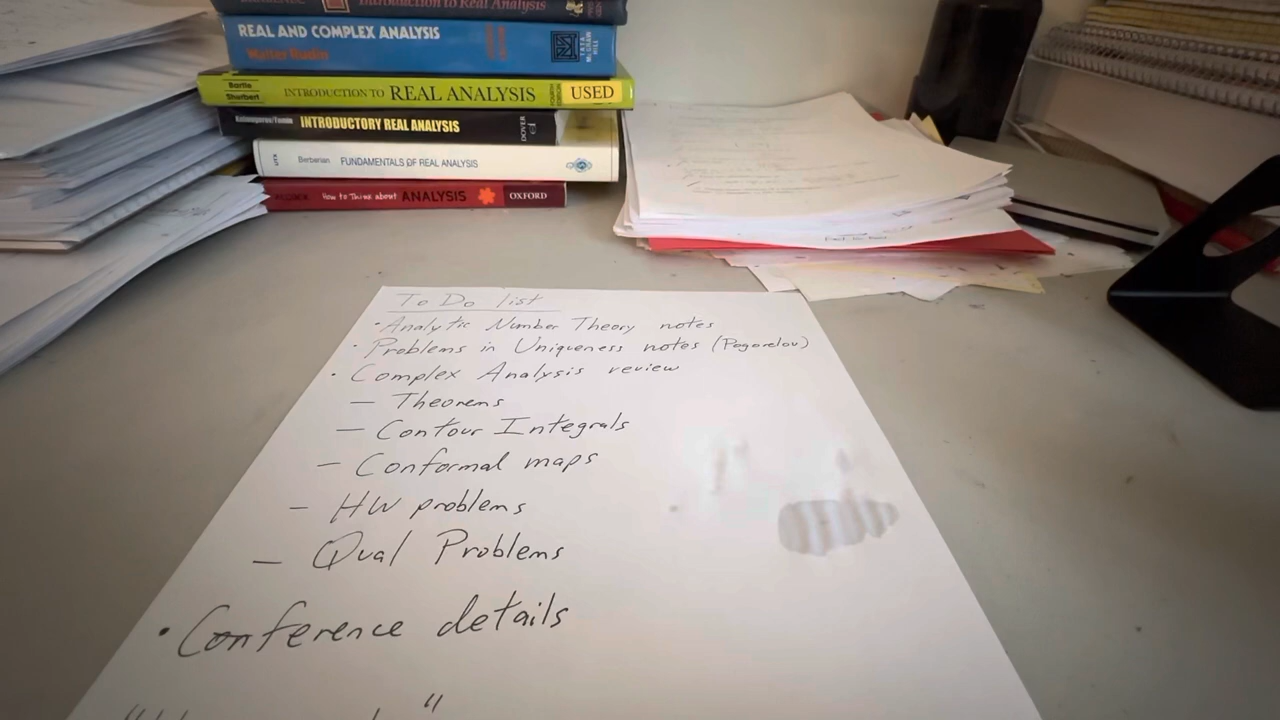 Introduction to Real Analysis
REAL AND COMPLEX ANALYSIS
Walter Rudin
TATA McGRAW HILL
Bartle
Sherbert
INTRODUCTION TO REAL ANALYSIS
USED
Kolmogorov/Fomin
INTRODUCTORY REAL ANALYSIS
DOVER
Berberian
FUNDAMENTALS OF REAL ANALYSIS
How to Think about ANALYSIS
OXFORD
To Do list
· Analytic Number Theory notes
· Problems in Uniqueness notes (Pogorelov)
· Complex Analysis review
— Theorems
— Contour Integrals
— Conformal maps
— HW problems
— Qual Problems
· Conference details